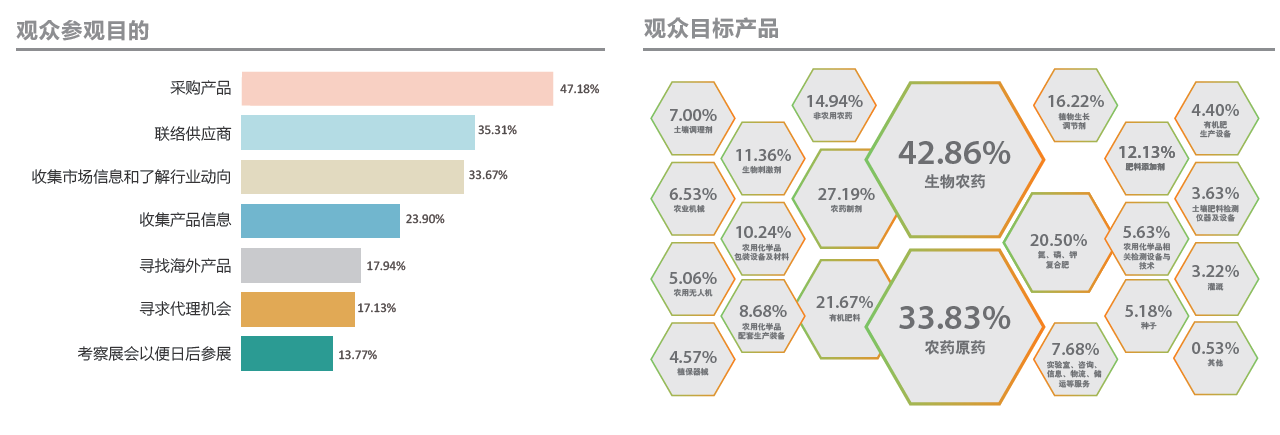 观众参观目的
采购产品
47.18%
联络供应商
35.31%
收集市场信息和了解行业动向
33.67%
收集产品信息
23.90%
寻找海外产品
17.94%
寻求代理机会
17.13%
考察展会以便日后参展
13.77%
观众目标产品
7.00%
土壤调理剂
6.53%
农业机械
5.06%
农用无人机
4.57%
植保器械
11.36%
生物刺激剂
10.24%
农用化学品
包装设备及材料
8.68%
农用化学品
配套生产装备
14.94%
非农用农药
27.19%
农药制剂
21.67%
有机肥料
42.86%
生物农药
33.83%
农药原药
16.22%
植物生长
调节剂
20.50%
氮、磷、钾
复合肥
7.68%
实验室、咨询、
信息、物流、储
运等服务
12.13%
肥料添加剂
5.63%
农用化学品相
关检测设备与
技术
5.18%
种子
4.40%
有机肥
生产设备
3.63%
土壤肥料检测
仪器及设备
3.22%
灌溉
0.53%
其他